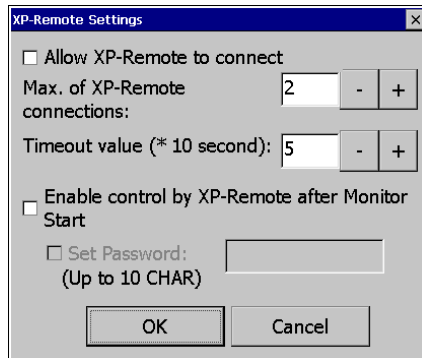 XP-Remote Settings
Allow XP-Remote to connect
Max. of XP-Remote connections: 2 - +
Timeout value (* 10 second): 5 - +
Enable control by XP-Remote after Monitor
Start
Set Password:
(Up to 10 CHAR)
OK Cancel